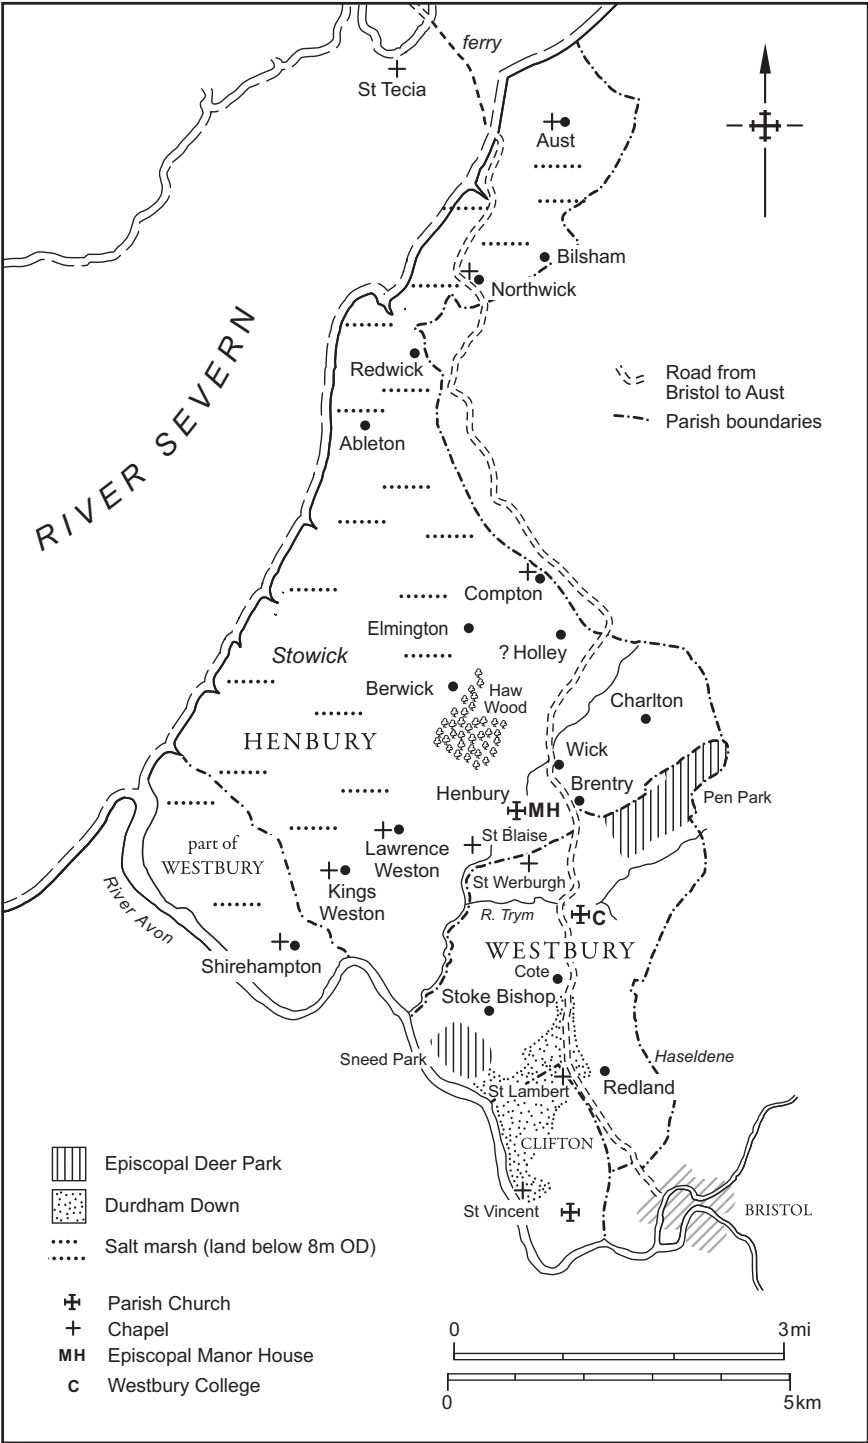 ferry
St Tecia
Aust
Bilsham
Northwick
Redwick
Road from
Bristol to Aust
Parish boundaries
Ableton
RIVER SEVERN
Compton
Elmington
? Holley
Stowick
Berwick
Haw
Wood
Charlton
HENBURY
Wick
Brentry
Henbury
MH
Pen Park
St Blaise
part of
WESTBURY
Lawrence
Weston
St Werburgh
Kings
Weston
River Avon
R. Trym
C
WESTBURY
Shirehampton
Cote
Stoke Bishop
Sneed Park
Haseldene
St Lambert
Redland
CLIFTON
St Vincent
BRISTOL
Episcopal Deer Park
Durdham Down
Salt marsh (land below 8m OD)
Parish Church
Chapel
MH Episcopal Manor House
C Westbury College
0 3mi
0 5km